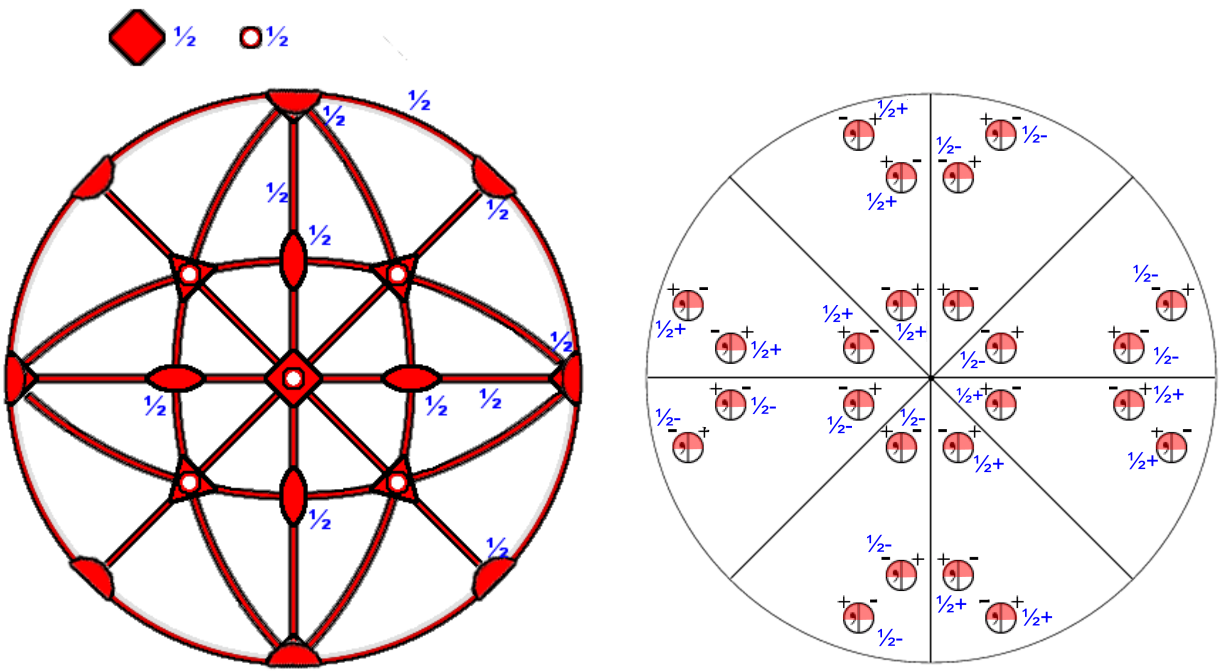 ½ ½
½
½
½
½
½
½
½ ½ ½
½
½
½+
- , + + , - ½-
½-
+ , - - , +
½+
½-
+ , - - , + + , - - , +
½+
½+ ½+
- , + + , - - , + + , -
½+ ½- ½-
+ , - - , + ½+ + , - - , + ½+
½- ½- ½- ½-
- , + + , - - , + + , -
½+ ½+
½-
- , + + , -
½+
+ , - - , + ½+
½-